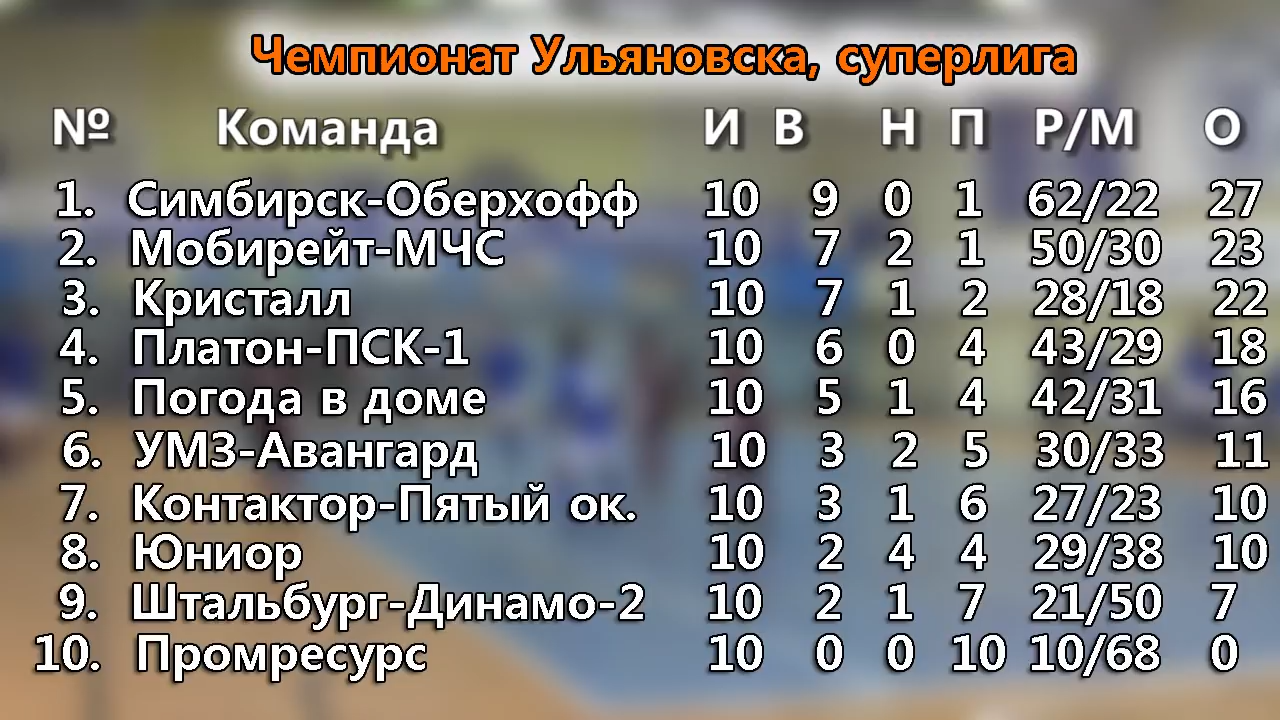 Чемпионат Ульяновска, суперлига
№ Команда И В Н П Р/М О
1. Симбирск-Оберхофф 10 9 0 1 62/22 27
2. Мобирейт-МЧС 10 7 2 1 50/30 23
3. Кристалл 10 7 1 2 28/18 22
4. Платон-ПСК-1 10 6 0 4 43/29 18
5. Погода в доме 10 5 1 4 42/31 16
6. УМЗ-Авангард 10 3 2 5 30/33 11
7. Контактор-Пятый ок. 10 3 1 6 27/23 10
8. Юниор 10 2 4 4 29/38 10
9. Штальбург-Динамо-2 10 2 1 7 21/50 7
10. Промресурс 10 0 0 10 10/68 0